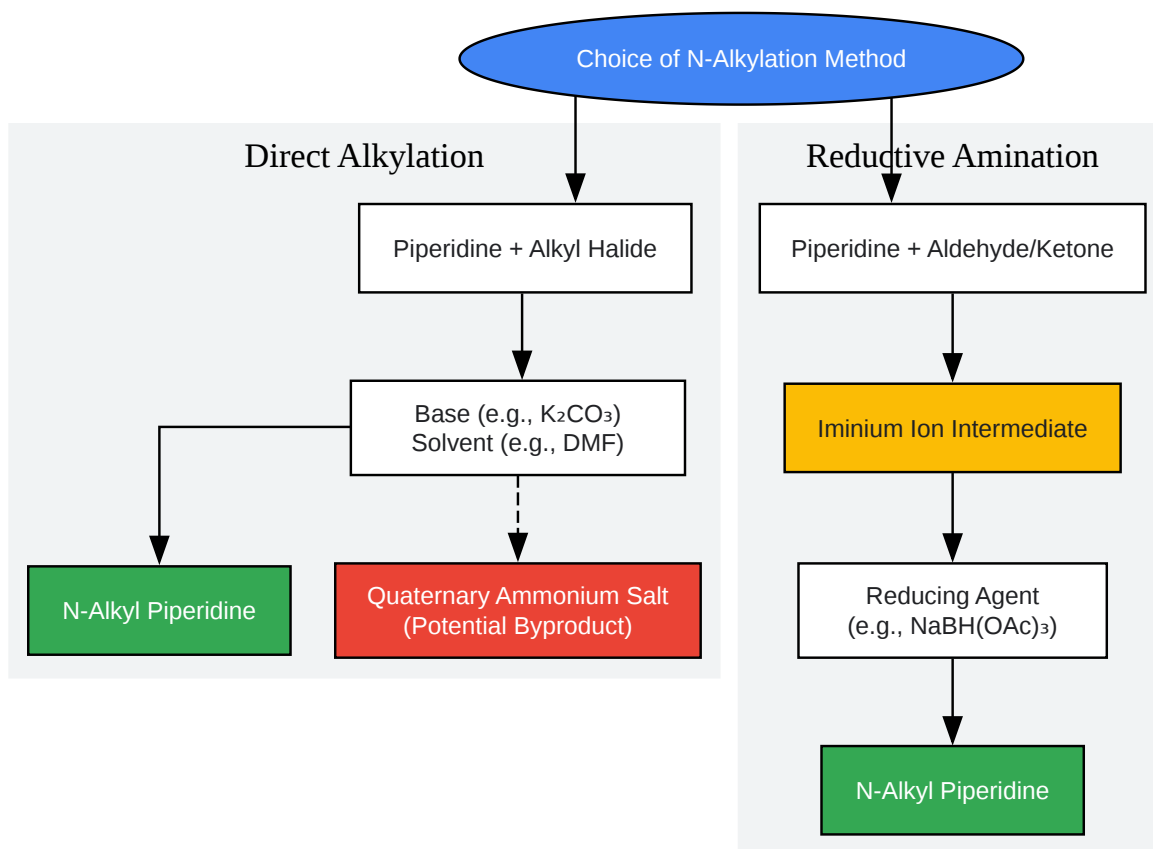 Choice of N-Alkylation Method
Direct Alkylation
Piperidine + Alkyl Halide
Base (e.g., K₂CO₃)
Solvent (e.g., DMF)
N-Alkyl Piperidine
Quaternary Ammonium Salt
(Potential Byproduct)
Reductive Amination
Piperidine + Aldehyde/Ketone
Iminium Ion Intermediate
Reducing Agent
(e.g., NaBH(OAc)₃)
N-Alkyl Piperidine